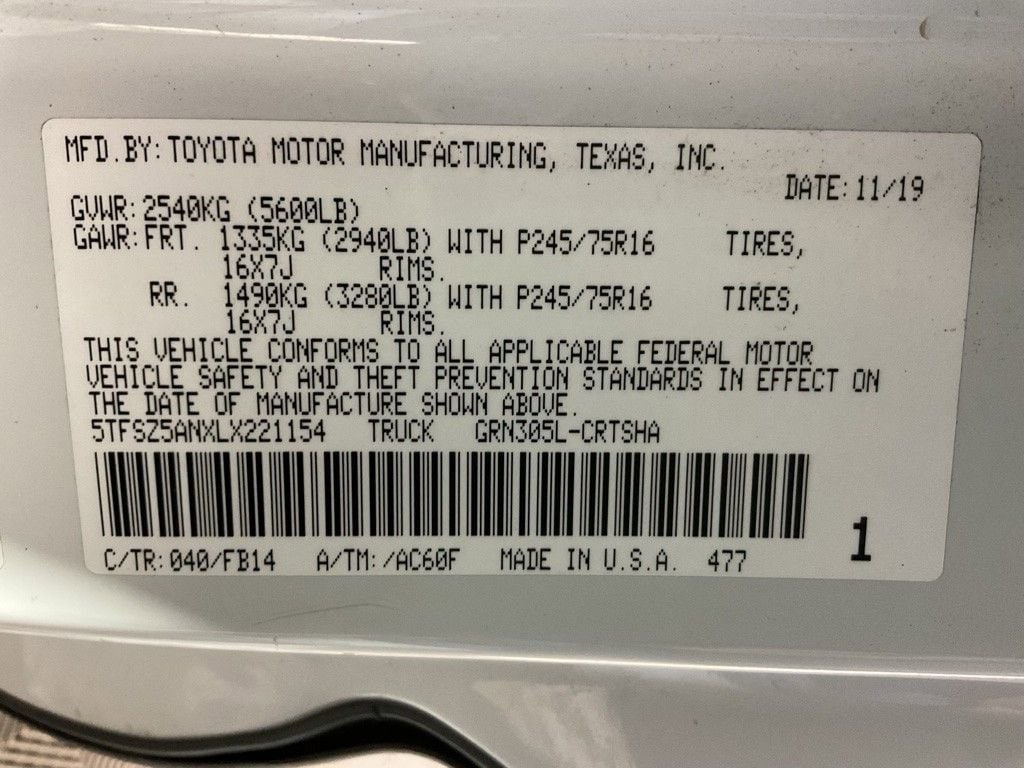 MFD.BY: TOYOTA MOTOR MANUFACTURING, TEXAS, INC.
DATE: 11/19
GVWR: 2540KG (5600LB)
GAWR: FRT. 1335KG (2940LB) WITH P245/75R16 TIRES,
16X7J RIMS.
RR. 1490KG (3280LB) WITH P245/75R16 TIRES,
16X7J RIMS.
THIS VEHICLE CONFORMS TO ALL APPLICABLE FEDERAL MOTOR
VEHICLE SAFETY AND THEFT PREVENTION STANDARDS IN EFFECT ON
THE DATE OF MANUFACTURE SHOWN ABOVE.
5TFSZ5ANXLX221154 TRUCK GRN305L-CRTSHA
1
C/TR: 040/FB14 A/TM: /AC60F MADE IN U.S.A. 477